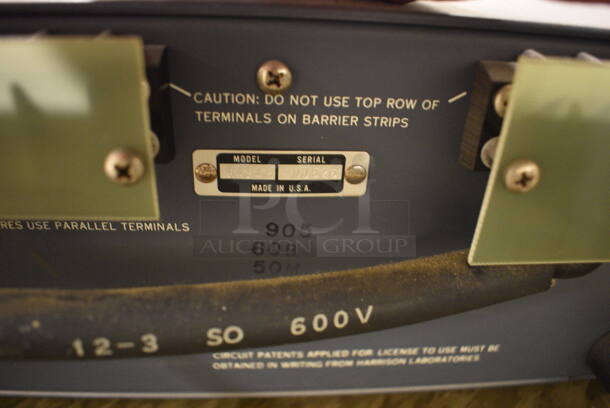 CAUTION: DO NOT USE TOP ROW OF
TERMINALS ON BARRIER STRIPS
MODEL SERIAL
MADE IN U.S.A.
USE PARALLEL TERMINALS
PCI
AUCTION GROUP
12-3 SO 600V
CIRCUIT PATENTS APPLIED FOR. LICENSE TO USE MUST BE
OBTAINED IN WRITING FROM HARRISON LABORATORIES